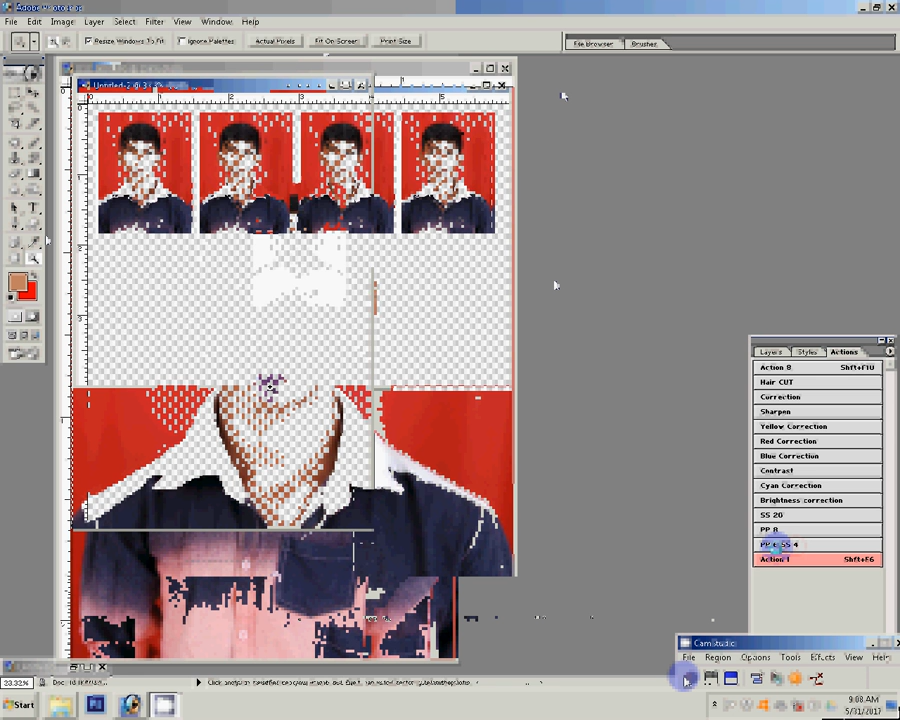 Adobe Photoshop
File Edit Image Layer Select Filter View Window Help
Resize Windows To Fit Ignore Palettes Actual Pixels Fit On Screen Print Size File Browser Brushes
Untitled-2 @
Layers Styles Actions
Action 8 Shft+F10
Hair CUT
Correction
Sharpen
Yellow Correction
Red Correction
Blue Correction
Contrast
Cyan Correction
Brightness correction
SS 20
PP 8
PP 6 SS 4
Action 1 Shft+F6
CamStudio
File Region Options Tools Effects View Help
23.32% Doc:
Start
9:08 AM
5/31/2017